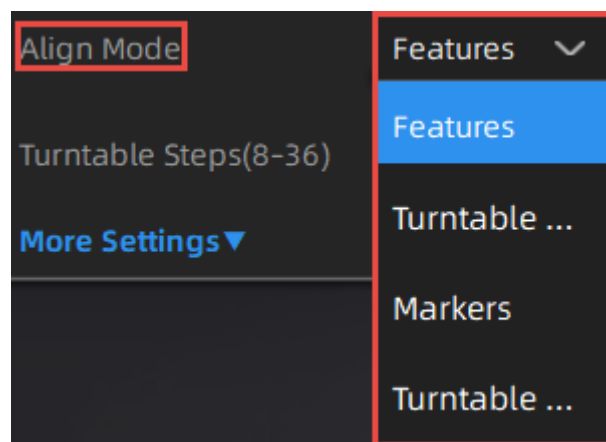 Align Mode
Features
Features
Turntable Steps(8-36)
Turntable ...
More Settings▼
Markers
Turntable ...